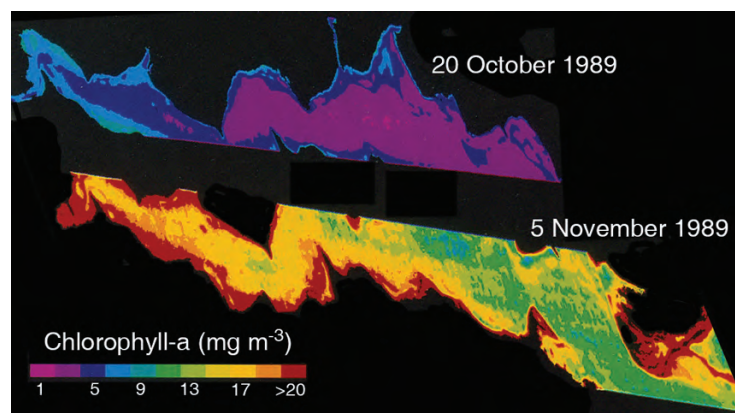 20 October 1989
5 November 1989
Chlorophyll-a (mg m-3)
1 5 9 13 17 >20